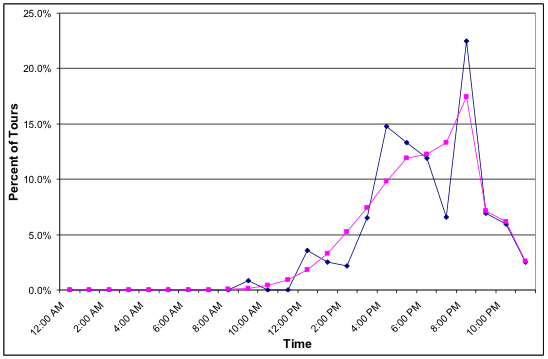 25.0%
20.0%
15.0%
10.0%
5.0%
0.0%
Percent of Tours
12:00 AM
2:00 AM
4:00 AM
6:00 AM
8:00 AM
10:00 AM
12:00 PM
2:00 PM
4:00 PM
6:00 PM
8:00 PM
10:00 PM
Time